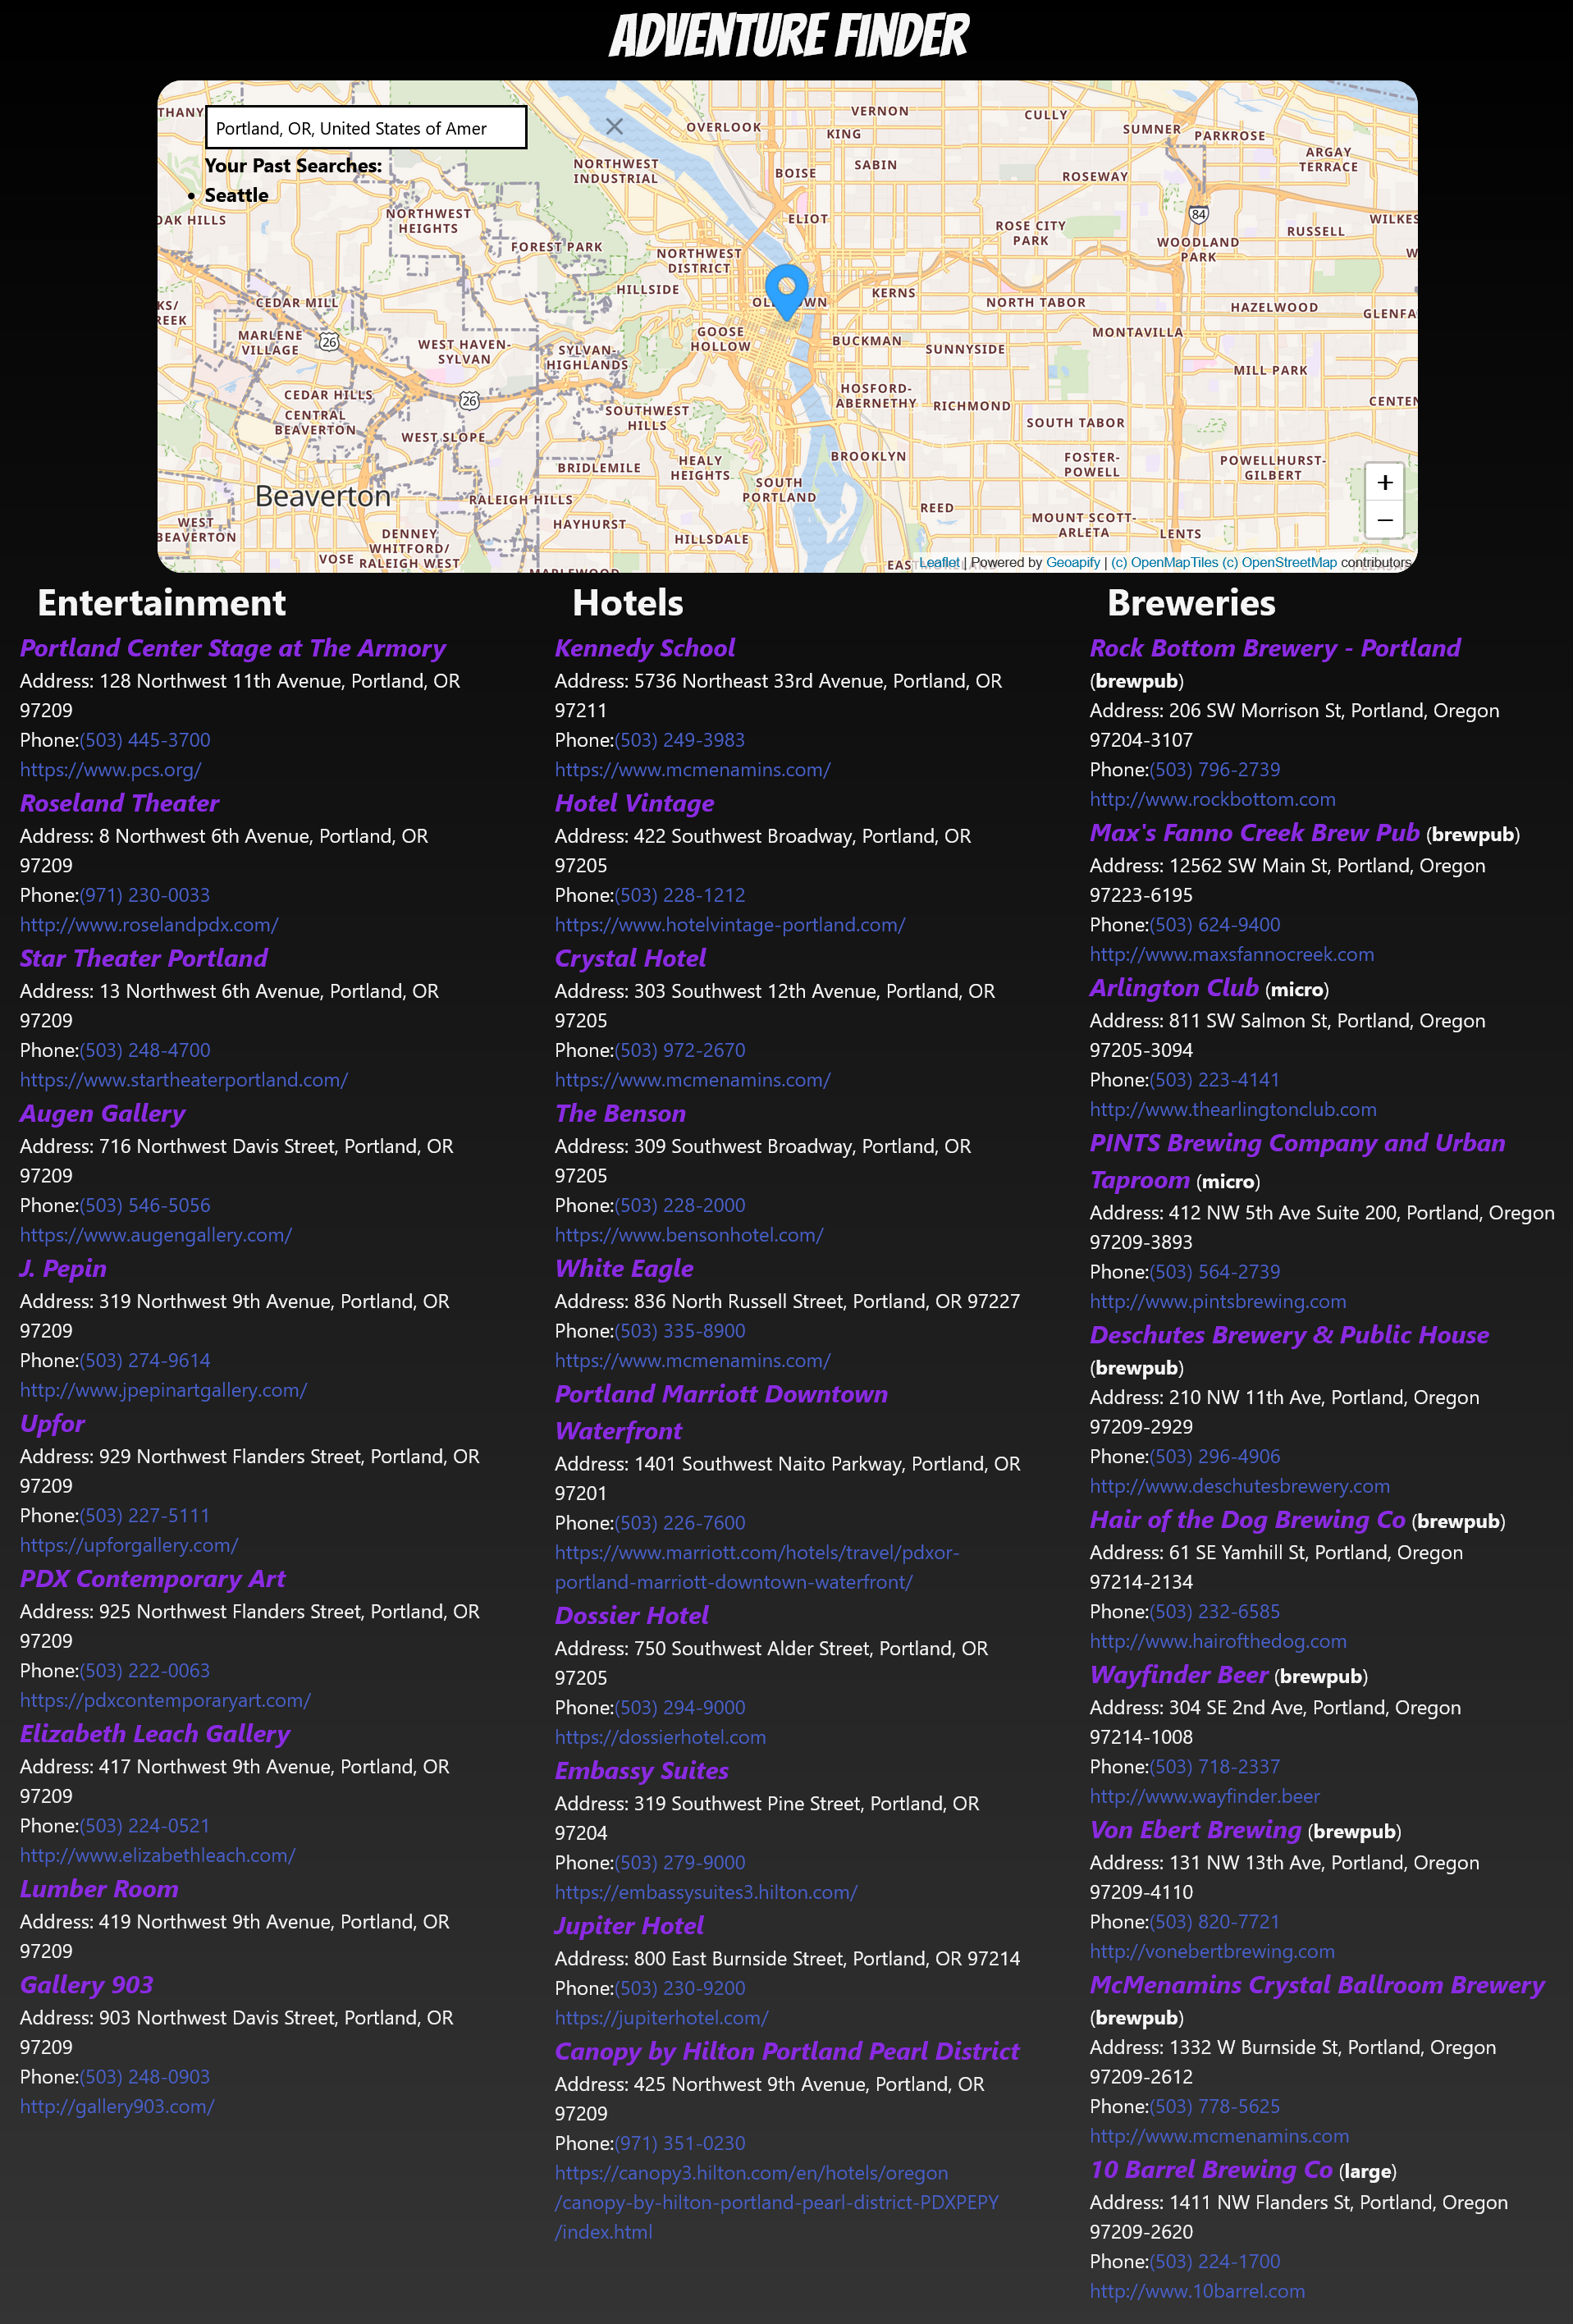 ADVENTURE FINDER
Portland, OR, United States of Amer
Your Past Searches:
Seattle
THANY
OVERLOOK
VERNON
CULLY
KING
SUMNER
PARKROSE
NORTHWEST
INDUSTRIAL
BOISE
SABIN
ROSEWAY
ARGAY
TERRACE
OAK HILLS
NORTHWEST
HEIGHTS
FOREST PARK
ELIOT
ROSE CITY
PARK
84
WOODLAND
PARK
RUSSELL
WILKES
NORTHWEST
DISTRICT
HILLSIDE
KERNS
NORTH TABOR
HAZELWOOD
GLENFA
KS/
REEK
CEDAR MILL
MARLENE
VILLAGE
26
WEST HAVEN-
SYLVAN
SYLVAN-
HIGHLANDS
GOOSE
HOLLOW
BUCKMAN
SUNNYSIDE
MONTAVILLA
MILL PARK
CEDAR HILLS
CENTRAL
BEAVERTON
26
WEST SLOPE
SOUTHWEST
HILLS
HOSFORD-
ABERNETHY
RICHMOND
SOUTH TABOR
CENTEN
BRIDLEMILE
HEALY
HEIGHTS
SOUTH
PORTLAND
BROOKLYN
FOSTER-
POWELL
POWELLHURST-
GILBERT
Beaverton
RALEIGH HILLS
WEST
BEAVERTON
DENNEY
WHITFORD/
RALEIGH WEST
VOSE
HAYHURST
HILLSDALE
REED
MOUNT SCOTT-
ARLETA
LENTS
+
−
Leaflet | Powered by Geoapify | (c) OpenMapTiles (c) OpenStreetMap contributors
Entertainment
Portland Center Stage at The Armory
Address: 128 Northwest 11th Avenue, Portland, OR
97209
Phone:(503) 445-3700
https://www.pcs.org/
Roseland Theater
Address: 8 Northwest 6th Avenue, Portland, OR
97209
Phone:(971) 230-0033
http://www.roselandpdx.com/
Star Theater Portland
Address: 13 Northwest 6th Avenue, Portland, OR
97209
Phone:(503) 248-4700
https://www.startheaterportland.com/
Augen Gallery
Address: 716 Northwest Davis Street, Portland, OR
97209
Phone:(503) 546-5056
https://www.augengallery.com/
J. Pepin
Address: 319 Northwest 9th Avenue, Portland, OR
97209
Phone:(503) 274-9614
http://www.jpepinartgallery.com/
Upfor
Address: 929 Northwest Flanders Street, Portland, OR
97209
Phone:(503) 227-5111
https://upforgallery.com/
PDX Contemporary Art
Address: 925 Northwest Flanders Street, Portland, OR
97209
Phone:(503) 222-0063
https://pdxcontemporaryart.com/
Elizabeth Leach Gallery
Address: 417 Northwest 9th Avenue, Portland, OR
97209
Phone:(503) 224-0521
http://www.elizabethleach.com/
Lumber Room
Address: 419 Northwest 9th Avenue, Portland, OR
97209
Gallery 903
Address: 903 Northwest Davis Street, Portland, OR
97209
Phone:(503) 248-0903
http://gallery903.com/
Hotels
Kennedy School
Address: 5736 Northeast 33rd Avenue, Portland, OR
97211
Phone:(503) 249-3983
https://www.mcmenamins.com/
Hotel Vintage
Address: 422 Southwest Broadway, Portland, OR
97205
Phone:(503) 228-1212
https://www.hotelvintage-portland.com/
Crystal Hotel
Address: 303 Southwest 12th Avenue, Portland, OR
97205
Phone:(503) 972-2670
https://www.mcmenamins.com/
The Benson
Address: 309 Southwest Broadway, Portland, OR
97205
Phone:(503) 228-2000
https://www.bensonhotel.com/
White Eagle
Address: 836 North Russell Street, Portland, OR 97227
Phone:(503) 335-8900
https://www.mcmenamins.com/
Portland Marriott Downtown
Waterfront
Address: 1401 Southwest Naito Parkway, Portland, OR
97201
Phone:(503) 226-7600
https://www.marriott.com/hotels/travel/pdxor-
portland-marriott-downtown-waterfront/
Dossier Hotel
Address: 750 Southwest Alder Street, Portland, OR
97205
Phone:(503) 294-9000
https://dossierhotel.com
Embassy Suites
Address: 319 Southwest Pine Street, Portland, OR
97204
Phone:(503) 279-9000
https://embassysuites3.hilton.com/
Jupiter Hotel
Address: 800 East Burnside Street, Portland, OR 97214
Phone:(503) 230-9200
https://jupiterhotel.com/
Canopy by Hilton Portland Pearl District
Address: 425 Northwest 9th Avenue, Portland, OR
97209
Phone:(971) 351-0230
https://canopy3.hilton.com/en/hotels/oregon
/canopy-by-hilton-portland-pearl-district-PDXPEPY
/index.html
Breweries
Rock Bottom Brewery - Portland
(brewpub)
Address: 206 SW Morrison St, Portland, Oregon
97204-3107
Phone:(503) 796-2739
http://www.rockbottom.com
Max's Fanno Creek Brew Pub (brewpub)
Address: 12562 SW Main St, Portland, Oregon
97223-6195
Phone:(503) 624-9400
http://www.maxsfannocreek.com
Arlington Club (micro)
Address: 811 SW Salmon St, Portland, Oregon
97205-3094
Phone:(503) 223-4141
http://www.thearlingtonclub.com
PINTS Brewing Company and Urban
Taproom (micro)
Address: 412 NW 5th Ave Suite 200, Portland, Oregon
97209-3893
Phone:(503) 564-2739
http://www.pintsbrewing.com
Deschutes Brewery & Public House
(brewpub)
Address: 210 NW 11th Ave, Portland, Oregon
97209-2929
Phone:(503) 296-4906
http://www.deschutesbrewery.com
Hair of the Dog Brewing Co (brewpub)
Address: 61 SE Yamhill St, Portland, Oregon
97214-2134
Phone:(503) 232-6585
http://www.hairofthedog.com
Wayfinder Beer (brewpub)
Address: 304 SE 2nd Ave, Portland, Oregon
97214-1008
Phone:(503) 718-2337
http://www.wayfinder.beer
Von Ebert Brewing (brewpub)
Address: 131 NW 13th Ave, Portland, Oregon
97209-4110
Phone:(503) 820-7721
http://vonebertbrewing.com
McMenamins Crystal Ballroom Brewery
(brewpub)
Address: 1332 W Burnside St, Portland, Oregon
97209-2612
Phone:(503) 778-5625
http://www.mcmenamins.com
10 Barrel Brewing Co (large)
Address: 1411 NW Flanders St, Portland, Oregon
97209-2620
Phone:(503) 224-1700
http://www.10barrel.com